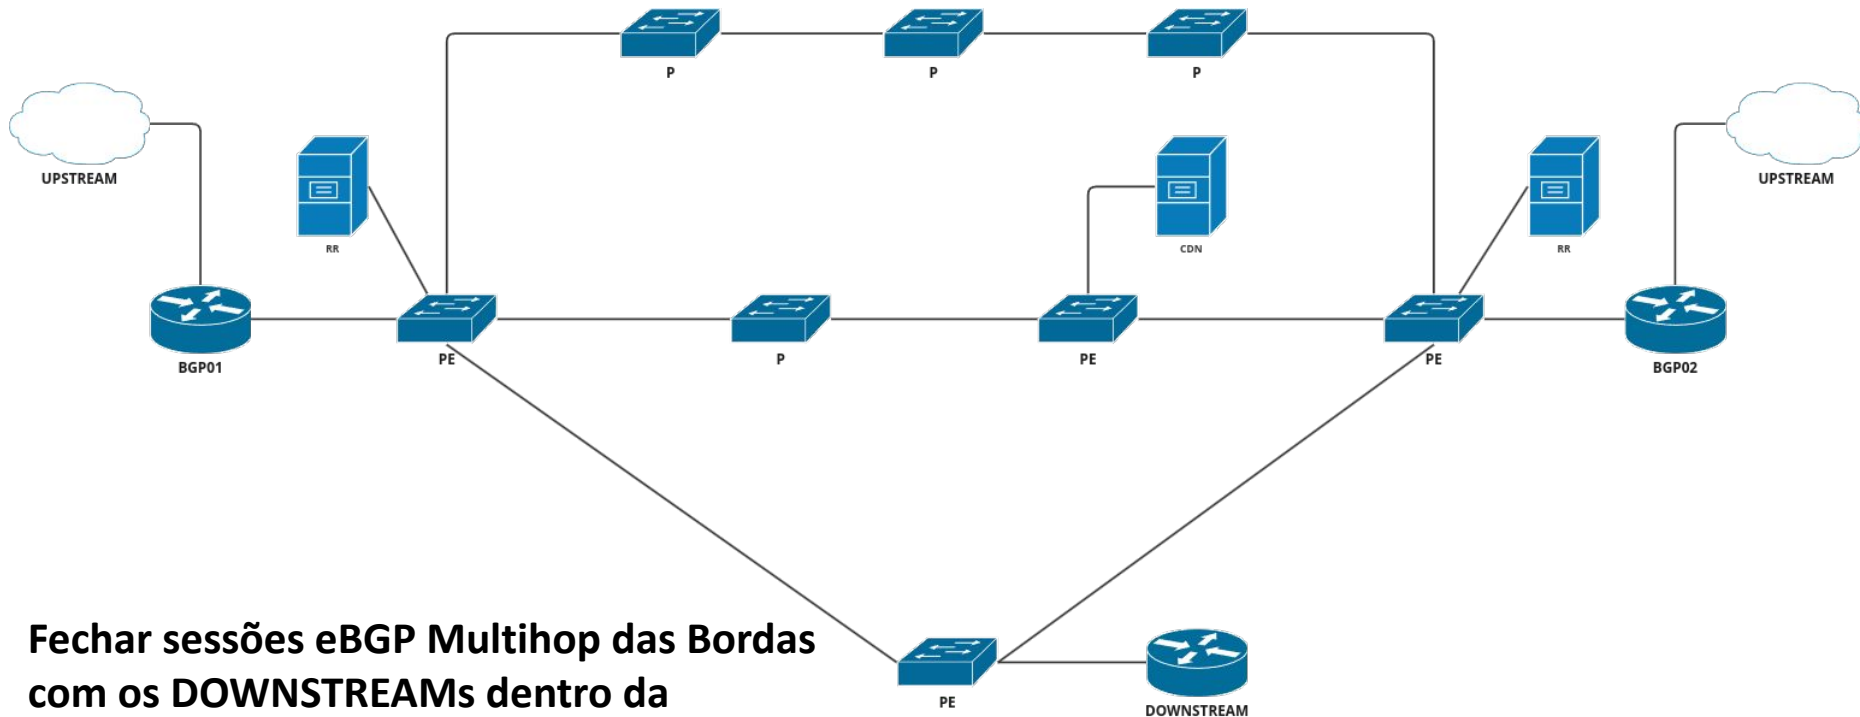 P
P
P
UPSTREAM
RR
CDN
RR
UPSTREAM
BGP01
PE
P
PE
PE
BGP02
Fechar sessões eBGP Multihop das Bordas
com os DOWNSTREAMs dentro da
PE
DOWNSTREAM